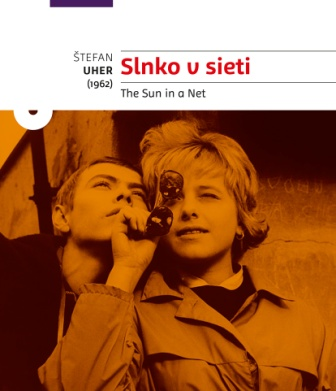 ŠTEFAN
UHER
(1962)
Slnko v sieti
The Sun in a Net